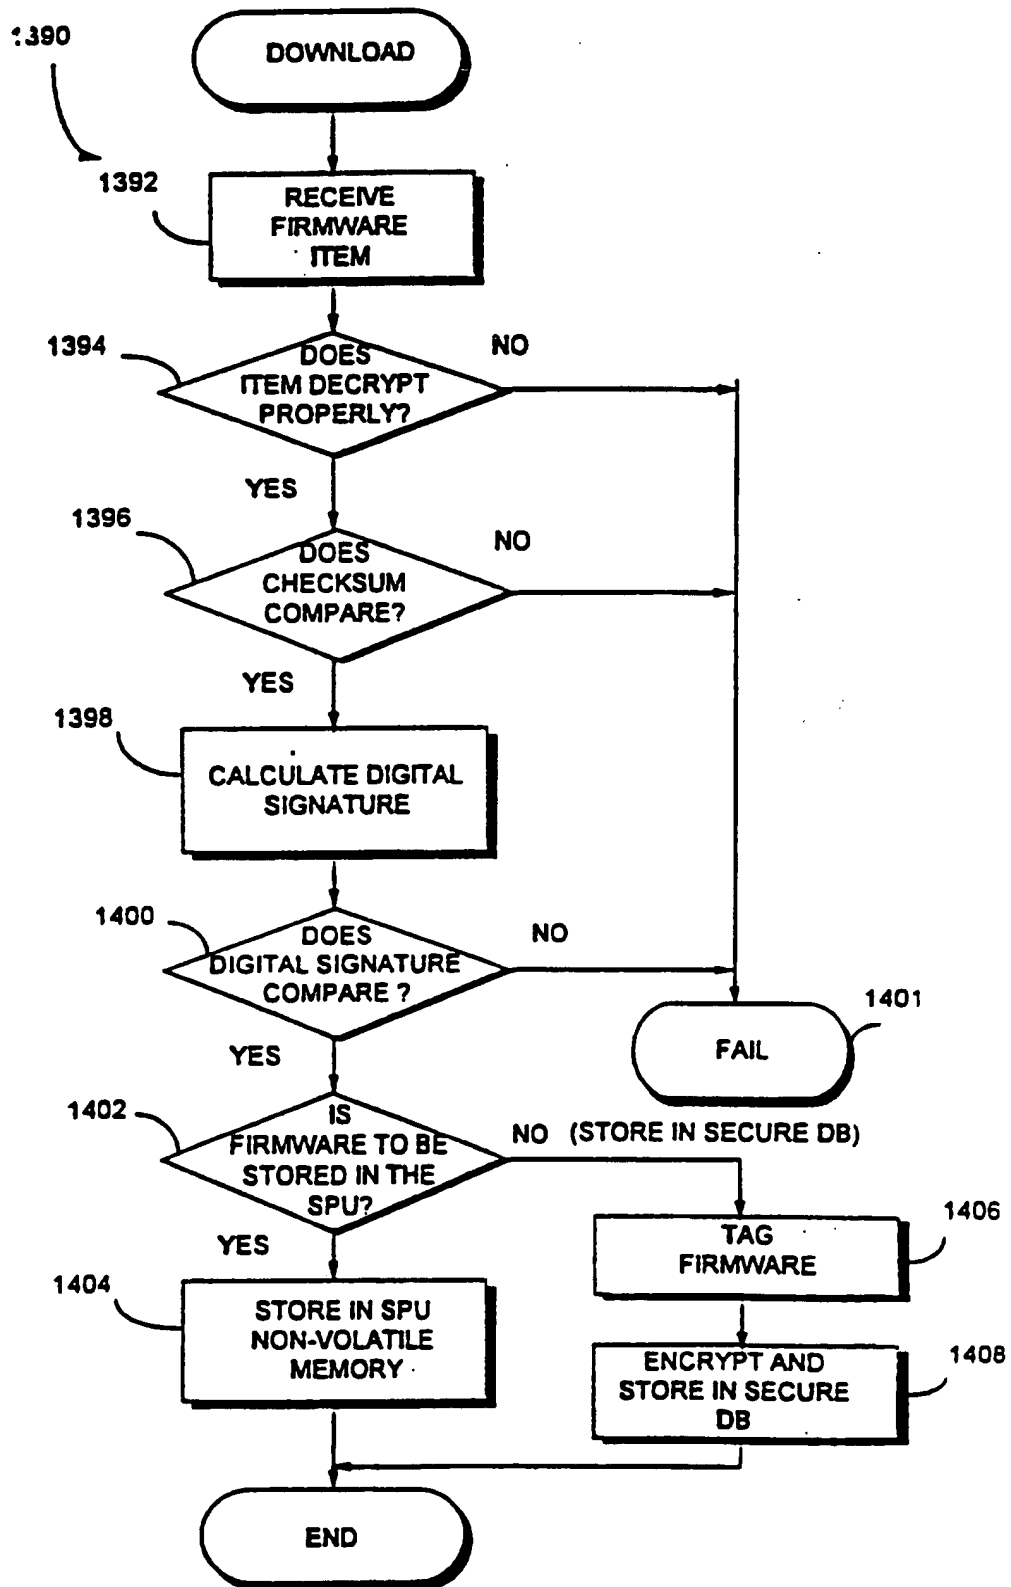 1390
DOWNLOAD
1392
RECEIVE
FIRMWARE
ITEM
1394
DOES
ITEM DECRYPT
PROPERLY?
NO
YES
1396
DOES
CHECKSUM
COMPARE?
NO
YES
1398
CALCULATE DIGITAL
SIGNATURE
1400
DOES
DIGITAL SIGNATURE
COMPARE ?
NO
YES
1401
FAIL
1402
IS
FIRMWARE TO BE
STORED IN THE
SPU?
NO (STORE IN SECURE DB)
YES
1406
TAG
FIRMWARE
1404
STORE IN SPU
NON-VOLATILE
MEMORY
1408
ENCRYPT AND
STORE IN SECURE
DB
END